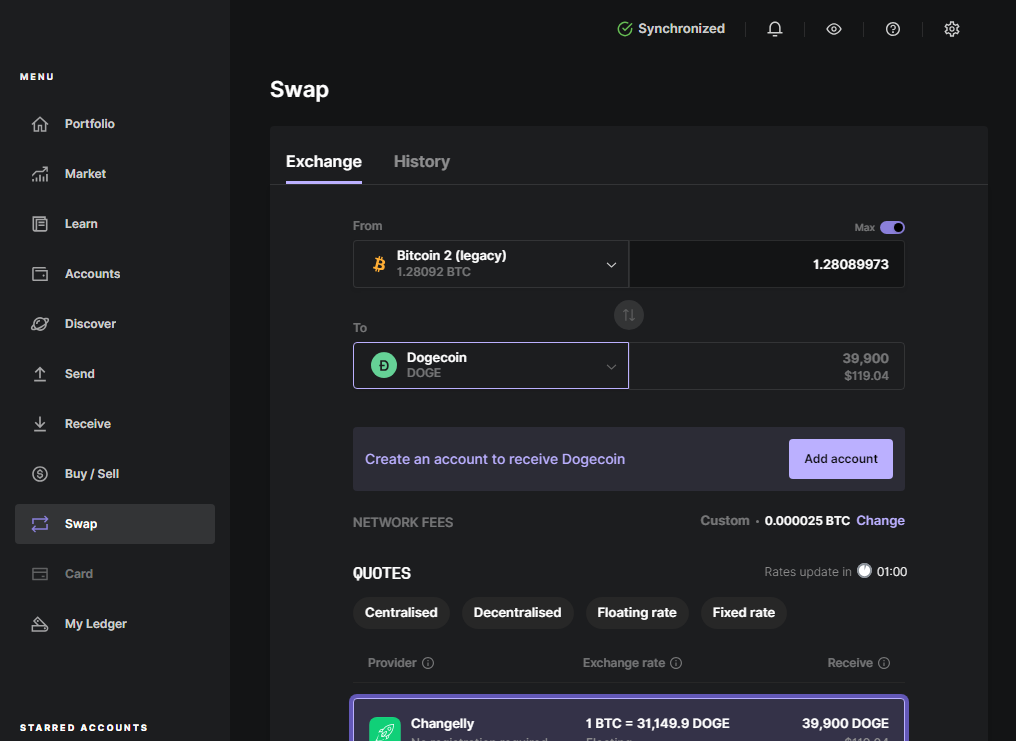 Synchronized
MENU
Portfolio
Market
Learn
Accounts
Discover
Send
Receive
Buy / Sell
Swap
Card
My Ledger
STARRED ACCOUNTS
Swap
Exchange History
From Max
Bitcoin 2 (legacy)
1.28092 BTC
1.28089973
To
Dogecoin
DOGE
39,900
$119.04
Create an account to receive Dogecoin Add account
NETWORK FEES Custom • 0.000025 BTC Change
QUOTES Rates update in 01:00
Centralised Decentralised Floating rate Fixed rate
Provider Exchange rate Receive
Changelly 1 BTC = 31,149.9 DOGE 39,900 DOGE
No registration required Floating $119.04